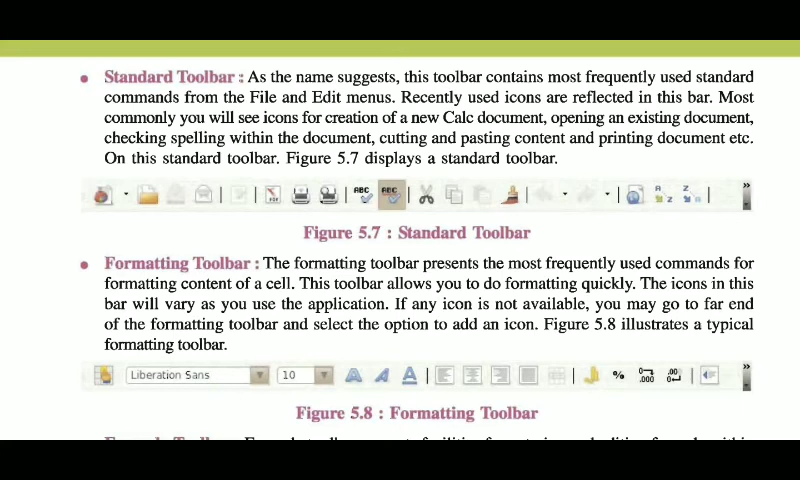 • Standard Toolbar : As the name suggests, this toolbar contains most frequently used standard
commands from the File and Edit menus. Recently used icons are reflected in this bar. Most
commonly you will see icons for creation of a new Calc document, opening an existing document,
checking spelling within the document, cutting and pasting content and printing document etc.
On this standard toolbar. Figure 5.7 displays a standard toolbar.
PDF ABC ABC A Z Z A »
Figure 5.7 : Standard Toolbar
• Formatting Toolbar : The formatting toolbar presents the most frequently used commands for
formatting content of a cell. This toolbar allows you to do formatting quickly. The icons in this
bar will vary as you use the application. If any icon is not available, you may go to far end
of the formatting toolbar and select the option to add an icon. Figure 5.8 illustrates a typical
formatting toolbar.
Liberation Sans 10 A A A % 0 .000 .00 0 »
Figure 5.8 : Formatting Toolbar